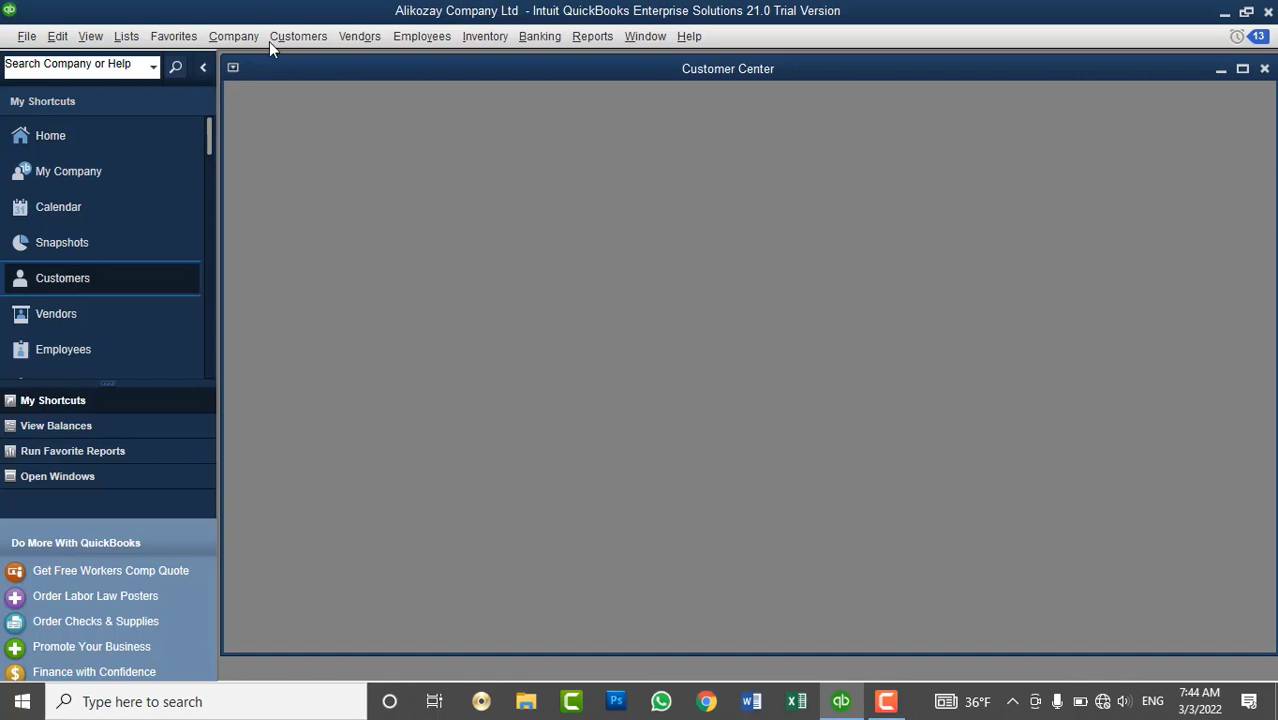 Alikozay Company Ltd - Intuit QuickBooks Enterprise Solutions 21.0 Trial Version
File Edit View Lists Favorites Company Customers Vendors Employees Inventory Banking Reports Window Help 13
Search Company or Help
Customer Center
My Shortcuts
Home
My Company
31 Calendar
Snapshots
Customers
Vendors
Employees
My Shortcuts
View Balances
Run Favorite Reports
Open Windows
Do More With QuickBooks
Get Free Workers Comp Quote
Order Labor Law Posters
Order Checks & Supplies
Promote Your Business
Finance with Confidence
Type here to search
36°F
ENG
7:44 AM
3/3/2022